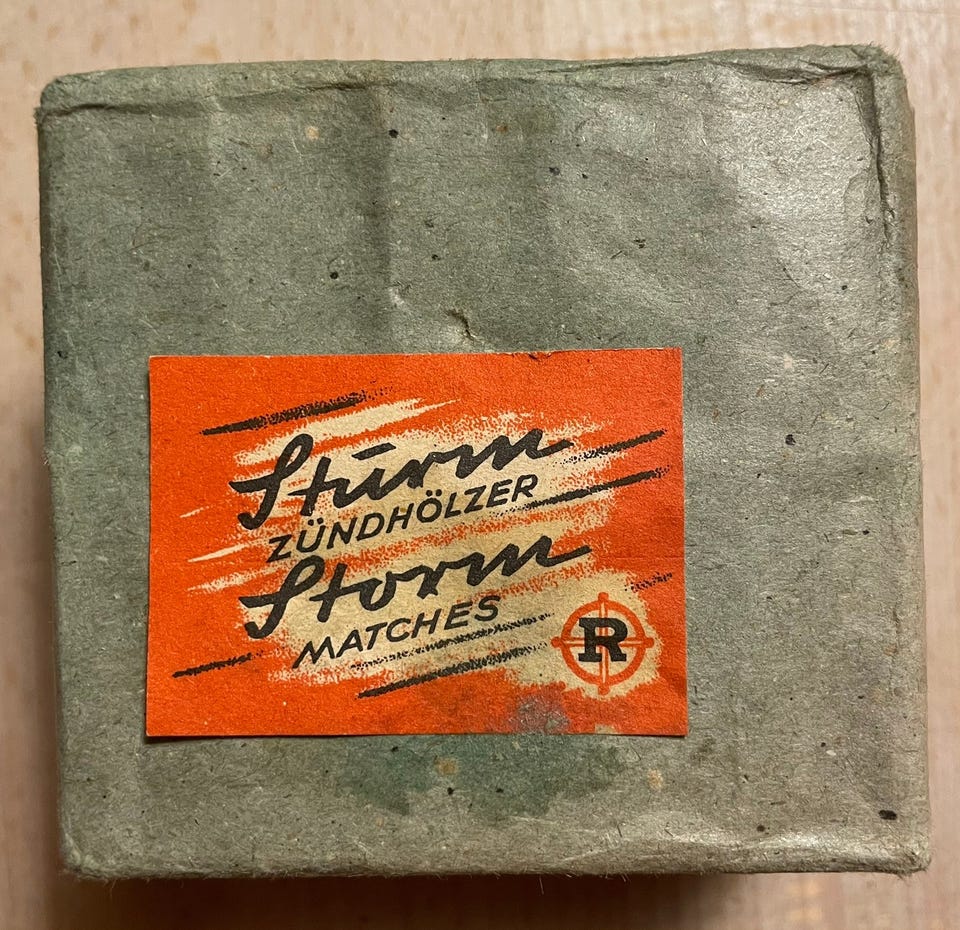 Sturm
ZÜNDHÖLZER
Storm
MATCHES
R